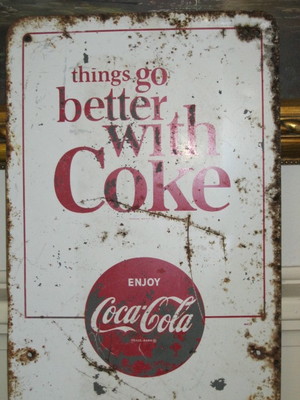 things go
better
with
Coke
ENJOY
Coca-Cola